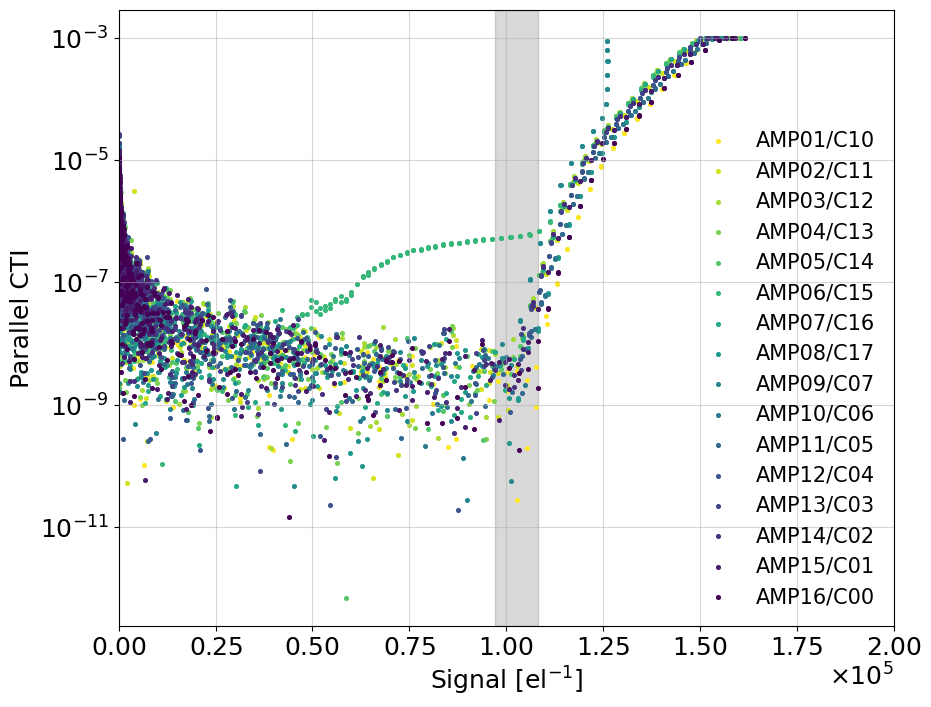 10⁻³
10⁻⁵
10⁻⁷
10⁻⁹
10⁻¹¹
Parallel CTI
AMP01/C10
AMP02/C11
AMP03/C12
AMP04/C13
AMP05/C14
AMP06/C15
AMP07/C16
AMP08/C17
AMP09/C07
AMP10/C06
AMP11/C05
AMP12/C04
AMP13/C03
AMP14/C02
AMP15/C01
AMP16/C00
0.00 0.25 0.50 0.75 1.00 1.25 1.50 1.75 2.00
×10⁵
Signal [el⁻¹]